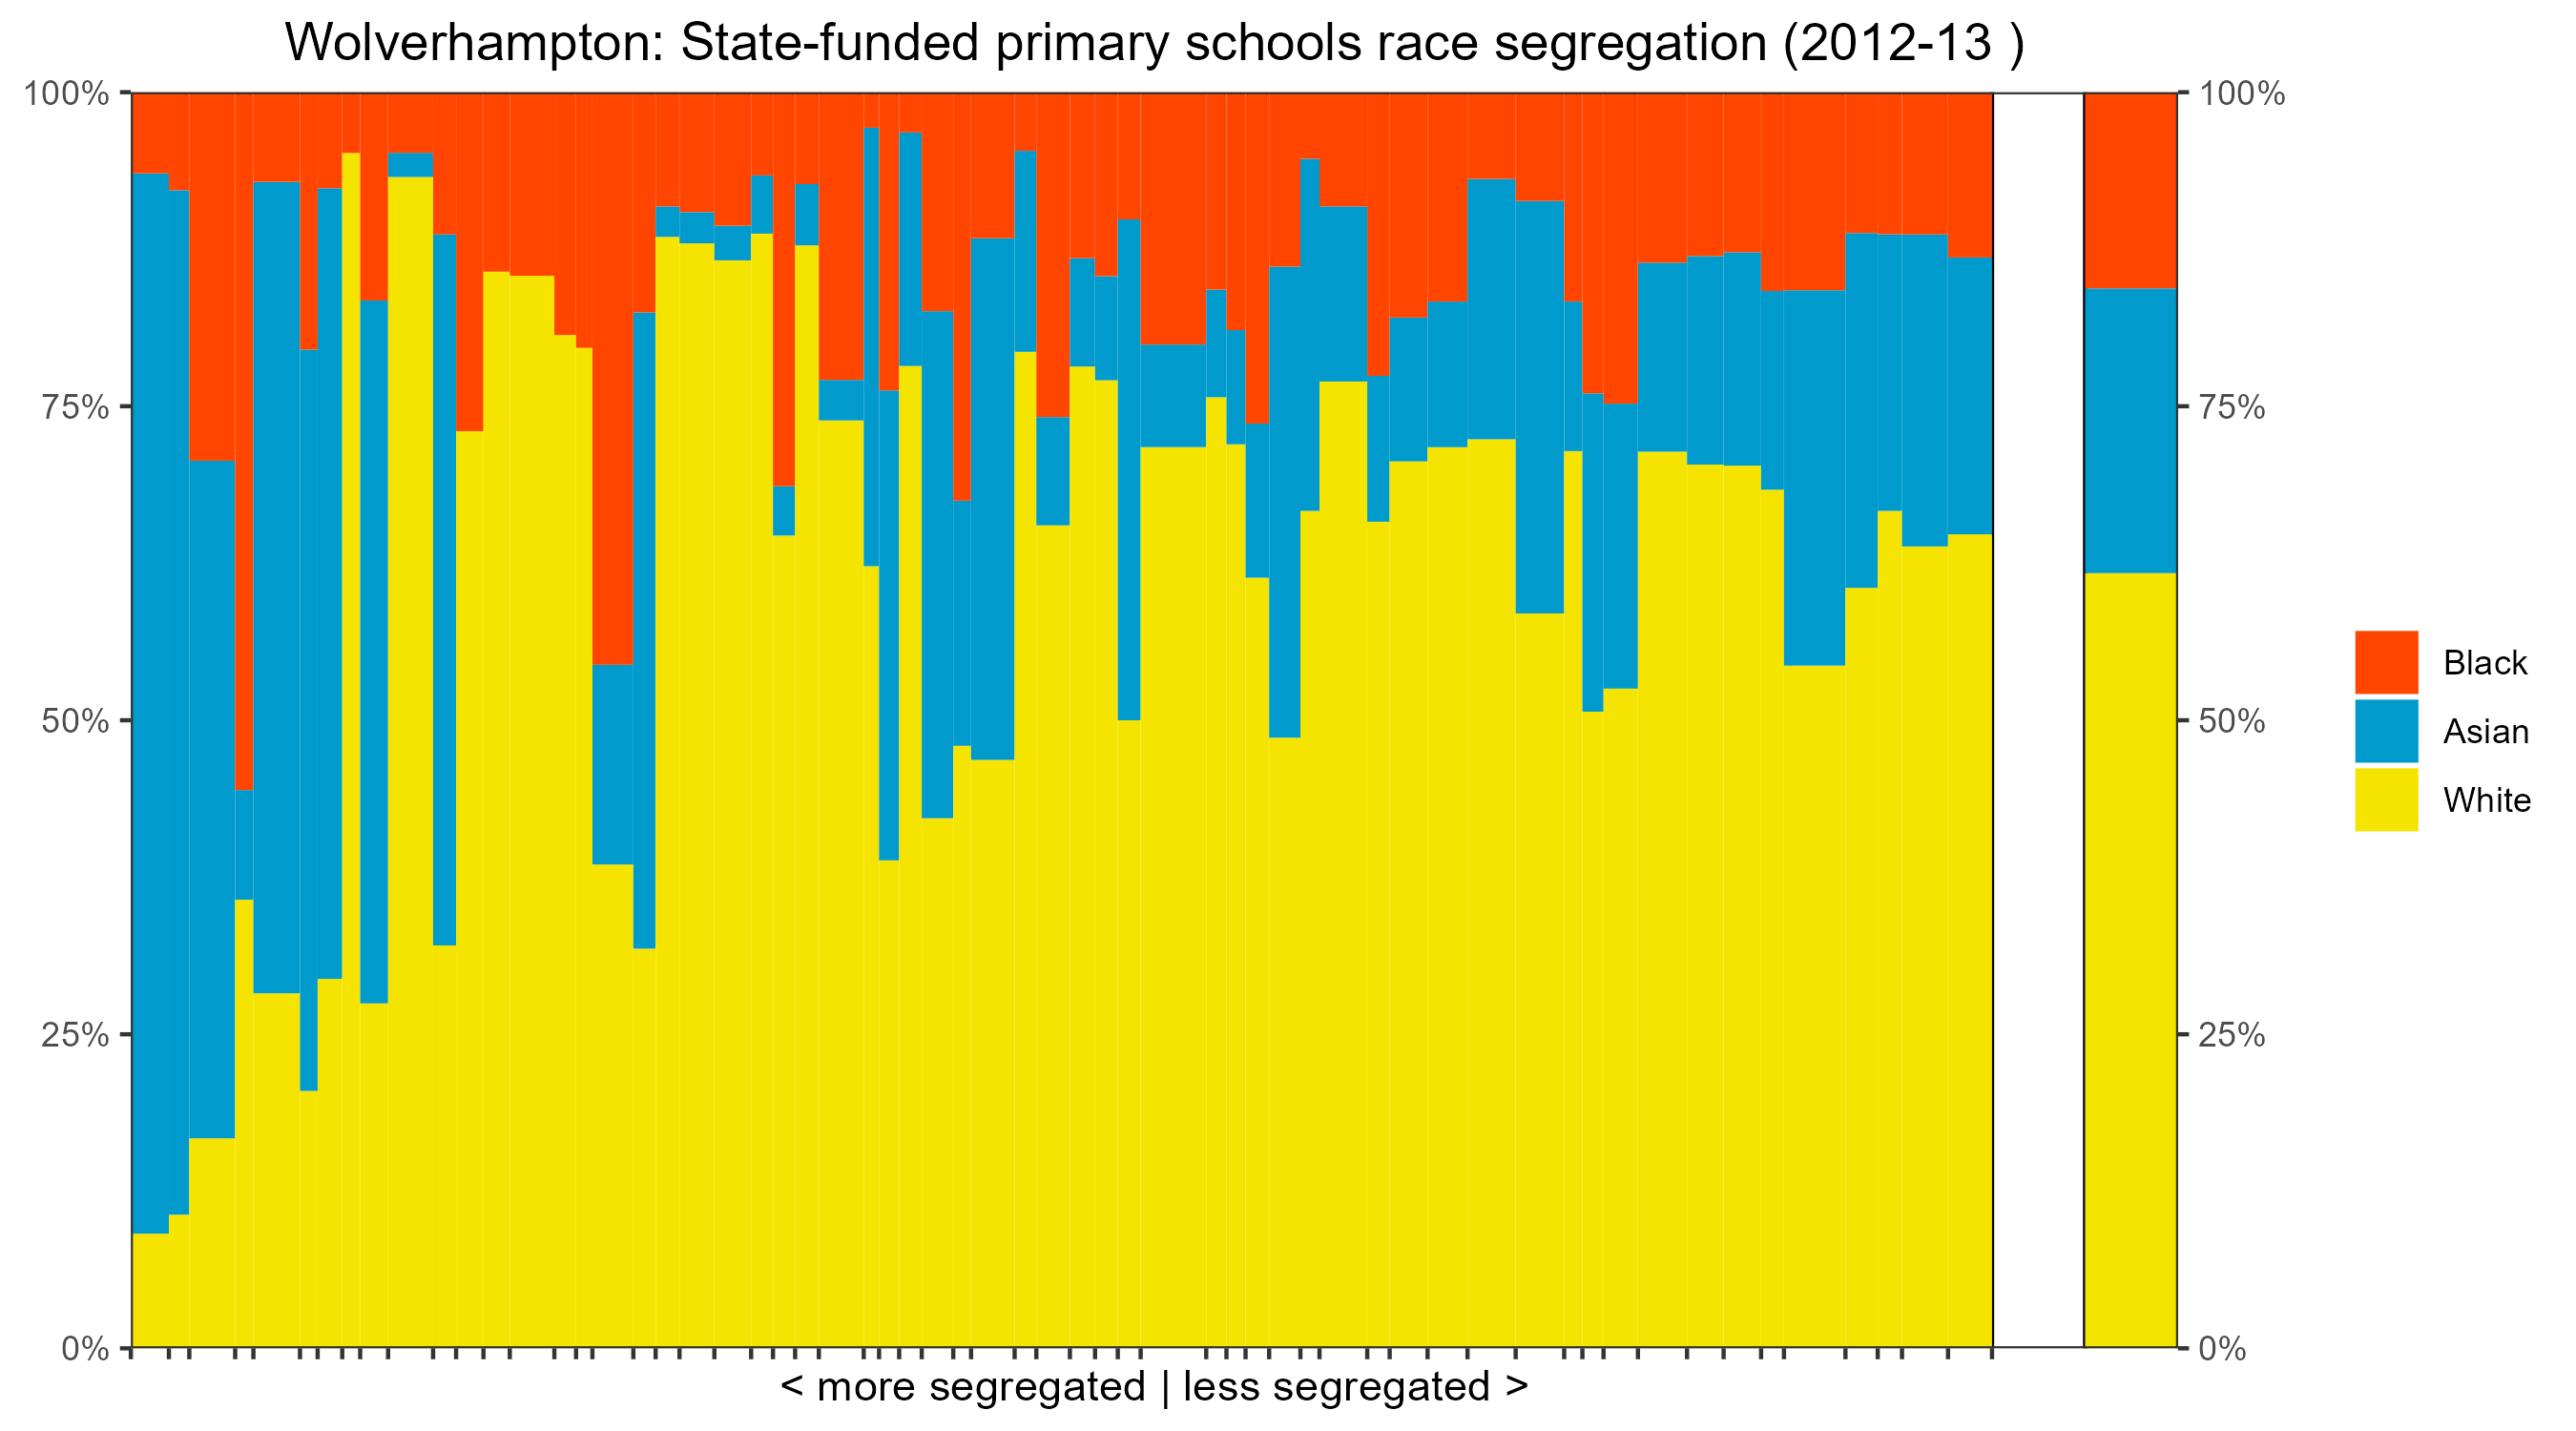 Wolverhampton: State-funded primary schools race segregation (2012-13 )
100%
75%
50%
25%
0%
100%
75%
50%
25%
0%
Black
Asian
White
< more segregated | less segregated >